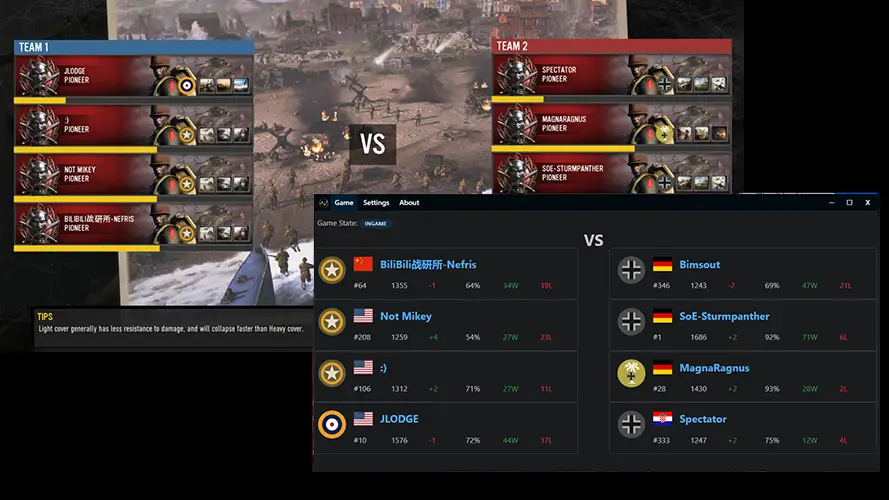 TEAM 1
JLODGE
PIONEER
:)
PIONEER
NOT MIKEY
PIONEER
BILIBILI战研所-NEFRIS
PIONEER
VS
TEAM 2
SPECTATOR
PIONEER
MAGNARAGNUS
PIONEER
SOE-STURMPANTHER
PIONEER
TIPS
Light cover generally has less resistance to damage, and will collapse faster than Heavy cover.
Game Settings About
Game State: INGAME
VS
BiliBili战研所-Nefris
#64 1355 -1 64% 34W 19L
Not Mikey
#208 1259 +4 54% 27W 23L
:)
#106 1312 +2 71% 27W 11L
JLODGE
#10 1576 -1 72% 44W 17L
Bimsout
#346 1243 -2 69% 47W 21L
SoE-Sturmpanther
#1 1686 +2 92% 71W 6L
MagnaRagnus
#28 1430 +2 93% 28W 2L
Spectator
#333 1247 +2 75% 12W 4L